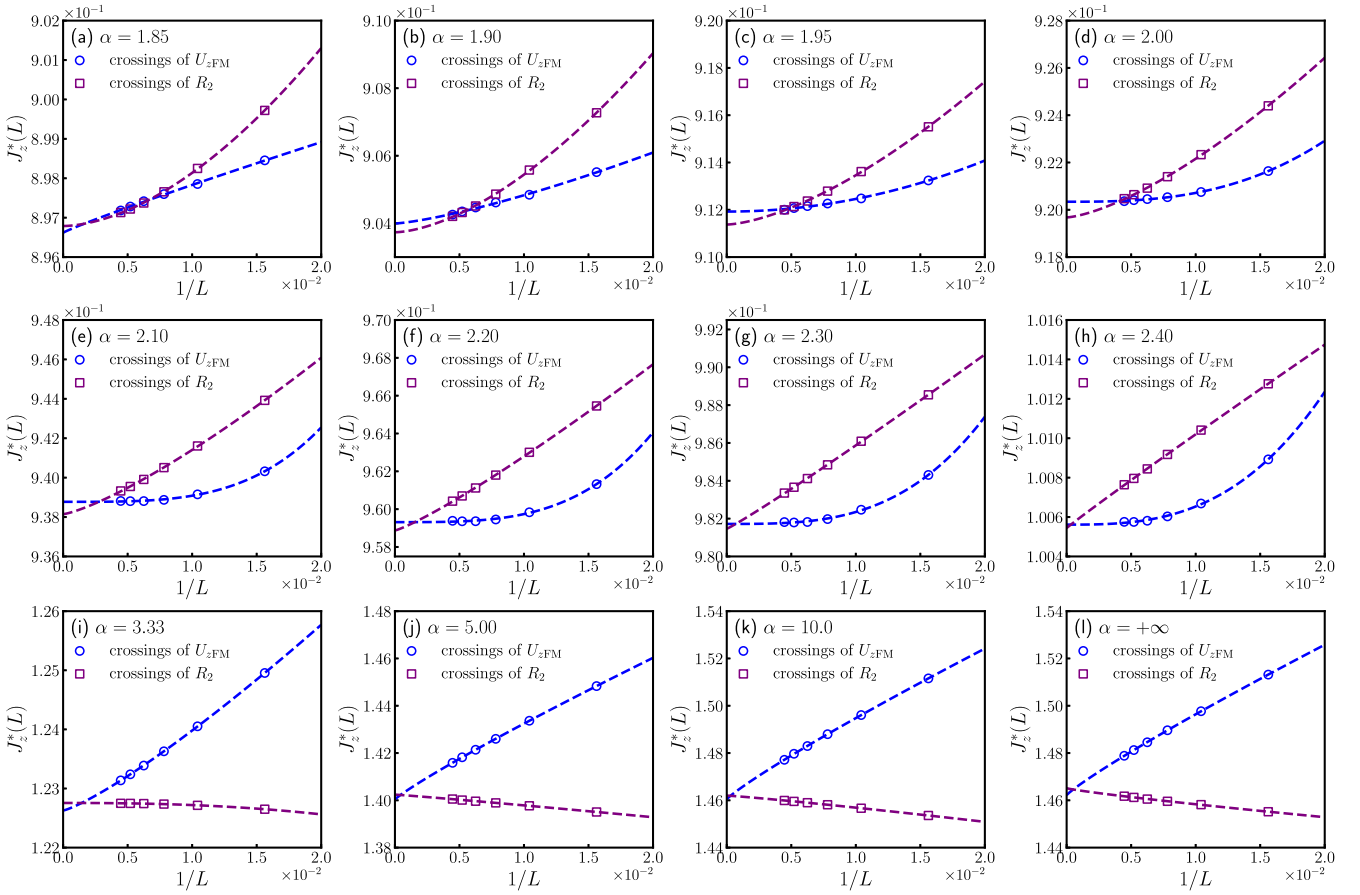 ×10⁻¹
(a) α = 1.85
crossings of U_zFM
crossings of R₂
9.02
9.01
9.00
8.99
8.98
8.97
8.96
J_z*(L)
0.0 0.5 1.0 1.5 2.0
1/L
×10⁻²
×10⁻¹
(b) α = 1.90
crossings of U_zFM
crossings of R₂
9.10
9.08
9.06
9.04
J_z*(L)
0.0 0.5 1.0 1.5 2.0
1/L
×10⁻²
×10⁻¹
(c) α = 1.95
crossings of U_zFM
crossings of R₂
9.20
9.18
9.16
9.14
9.12
9.10
J_z*(L)
0.0 0.5 1.0 1.5 2.0
1/L
×10⁻²
×10⁻¹
(d) α = 2.00
crossings of U_zFM
crossings of R₂
9.28
9.26
9.24
9.22
9.20
9.18
J_z*(L)
0.0 0.5 1.0 1.5 2.0
1/L
×10⁻²
×10⁻¹
(e) α = 2.10
crossings of U_zFM
crossings of R₂
9.48
9.46
9.44
9.42
9.40
9.38
9.36
J_z*(L)
0.0 0.5 1.0 1.5 2.0
1/L
×10⁻²
×10⁻¹
(f) α = 2.20
crossings of U_zFM
crossings of R₂
9.70
9.68
9.66
9.64
9.62
9.60
9.58
J_z*(L)
0.0 0.5 1.0 1.5 2.0
1/L
×10⁻²
×10⁻¹
(g) α = 2.30
crossings of U_zFM
crossings of R₂
9.92
9.90
9.88
9.86
9.84
9.82
9.80
J_z*(L)
0.0 0.5 1.0 1.5 2.0
1/L
×10⁻²
(h) α = 2.40
crossings of U_zFM
crossings of R₂
1.016
1.014
1.012
1.010
1.008
1.006
1.004
J_z*(L)
0.0 0.5 1.0 1.5 2.0
1/L
×10⁻²
(i) α = 3.33
crossings of U_zFM
crossings of R₂
1.26
1.25
1.24
1.23
1.22
J_z*(L)
0.0 0.5 1.0 1.5 2.0
1/L
×10⁻²
(j) α = 5.00
crossings of U_zFM
crossings of R₂
1.48
1.46
1.44
1.42
1.40
1.38
J_z*(L)
0.0 0.5 1.0 1.5 2.0
1/L
×10⁻²
(k) α = 10.0
crossings of U_zFM
crossings of R₂
1.54
1.52
1.50
1.48
1.46
1.44
J_z*(L)
0.0 0.5 1.0 1.5 2.0
1/L
×10⁻²
(l) α = +∞
crossings of U_zFM
crossings of R₂
1.54
1.52
1.50
1.48
1.46
1.44
J_z*(L)
0.0 0.5 1.0 1.5 2.0
1/L
×10⁻²